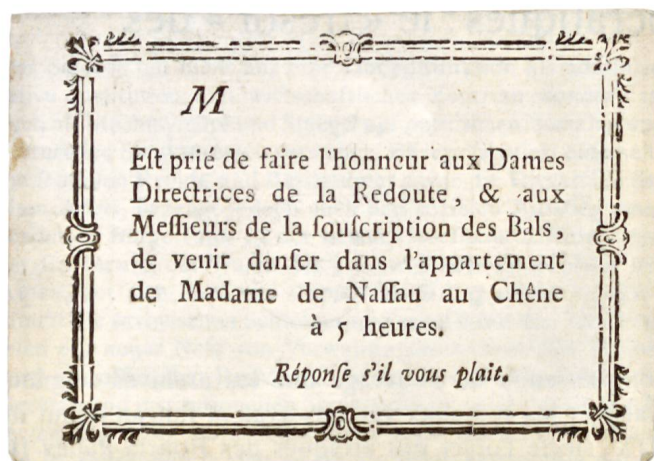 M
Eſt prié de faire l'honneur aux Dames
Directrices de la Redoute, & aux
Meſſieurs de la ſouſcription des Bals,
de venir danſer dans l'appartement
de Madame de Naſſau au Chêne
à 5 heures.
Réponſe s'il vous plait.